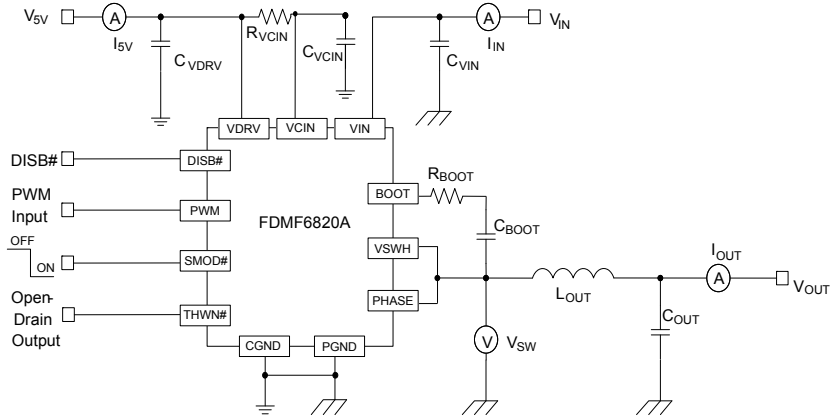 V5V
A
I5V
CVDRV
RVCIN
CVCIN
A
IIN
VIN
CVIN
VDRV
VCIN
VIN
DISB#
DISB#
PWM
Input
PWM
OFF
ON
SMOD#
Open-
Drain
Output
THWN#
FDMF6820A
BOOT
RBOOT
CBOOT
VSWH
PHASE
CGND
PGND
V
VSW
LOUT
COUT
IOUT
A
VOUT